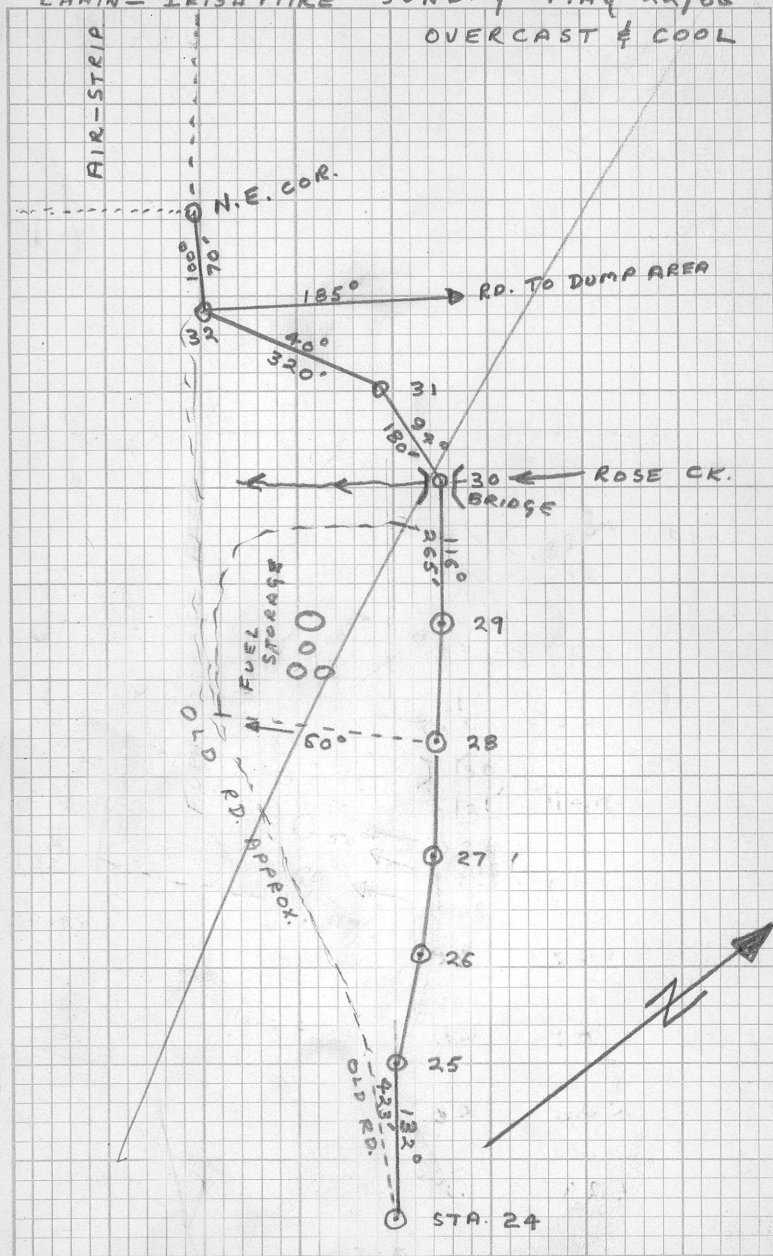 SUNDAY MAY
OVERCAST & COOL
AIR-STRIP
N.E. COR.
100°
70'
185°
RD. TO DUMP AREA
32
40°
320'
31
180'
30
ROSE CK.
BRIDGE
116°
265'
29
FUEL
STORAGE
28
OLD RD. APPROX.
27
26
25
OLD RD.
423'
132°
STA. 24
N